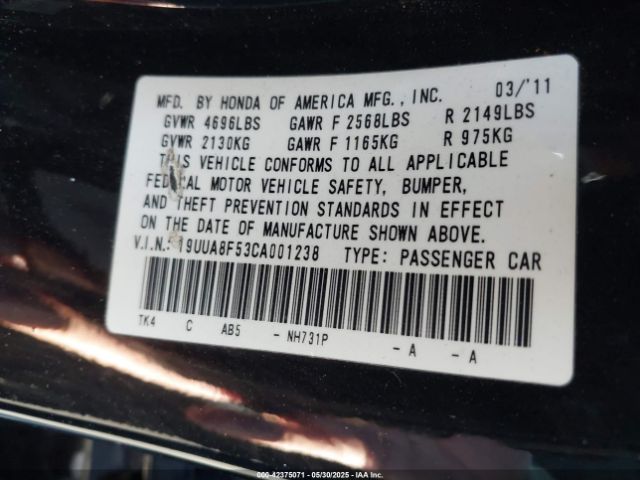 MFD. BY HONDA OF AMERICA MFG., INC. 03/'11
GVWR 4696LBS GAWR F 2568LBS R 2149LBS
GVWR 2130KG GAWR F 1165KG R 975KG
THIS VEHICLE CONFORMS TO ALL APPLICABLE
FEDERAL MOTOR VEHICLE SAFETY, BUMPER,
AND THEFT PREVENTION STANDARDS IN EFFECT
ON THE DATE OF MANUFACTURE SHOWN ABOVE.
V.I.N.: 19UUA8F53CA001238 TYPE: PASSENGER CAR
TK4 C AB5 - NH731P - A - A
000-42375071 - 05/30/2025 - IAA Inc.